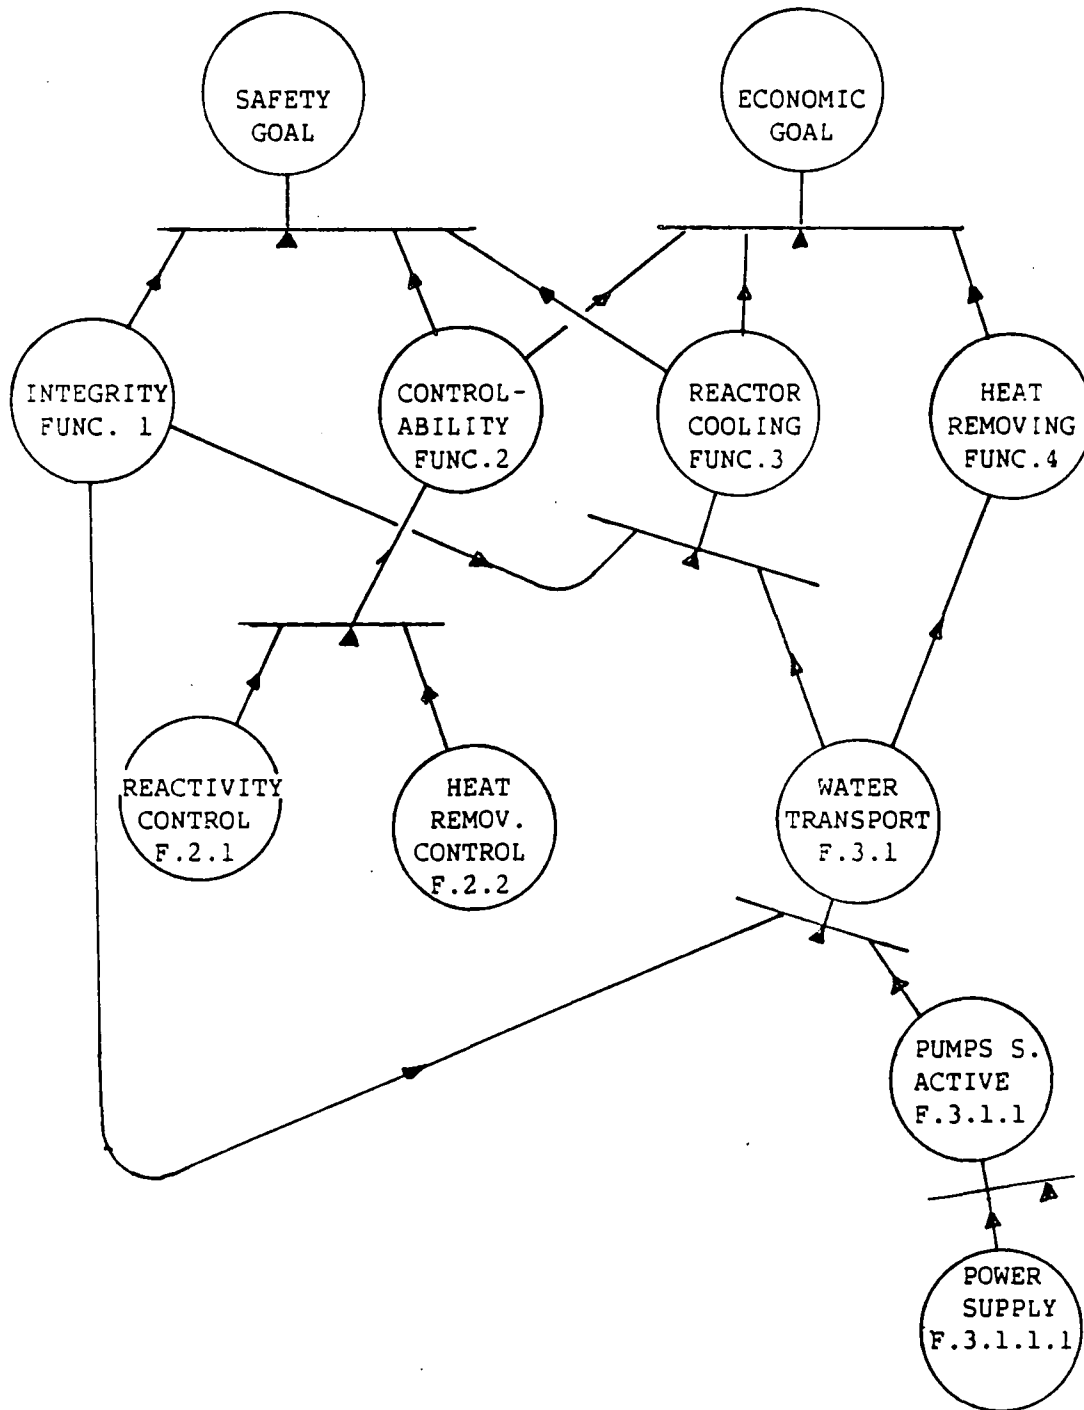 SAFETY
GOAL
ECONOMIC
GOAL
INTEGRITY
FUNC. 1
CONTROL-
ABILITY
FUNC.2
REACTOR
COOLING
FUNC.3
HEAT
REMOVING
FUNC.4
REACTIVITY
CONTROL
F.2.1
HEAT
REMOV.
CONTROL
F.2.2
WATER
TRANSPORT
F.3.1
PUMPS S.
ACTIVE
F.3.1.1
POWER
SUPPLY
F.3.1.1.1